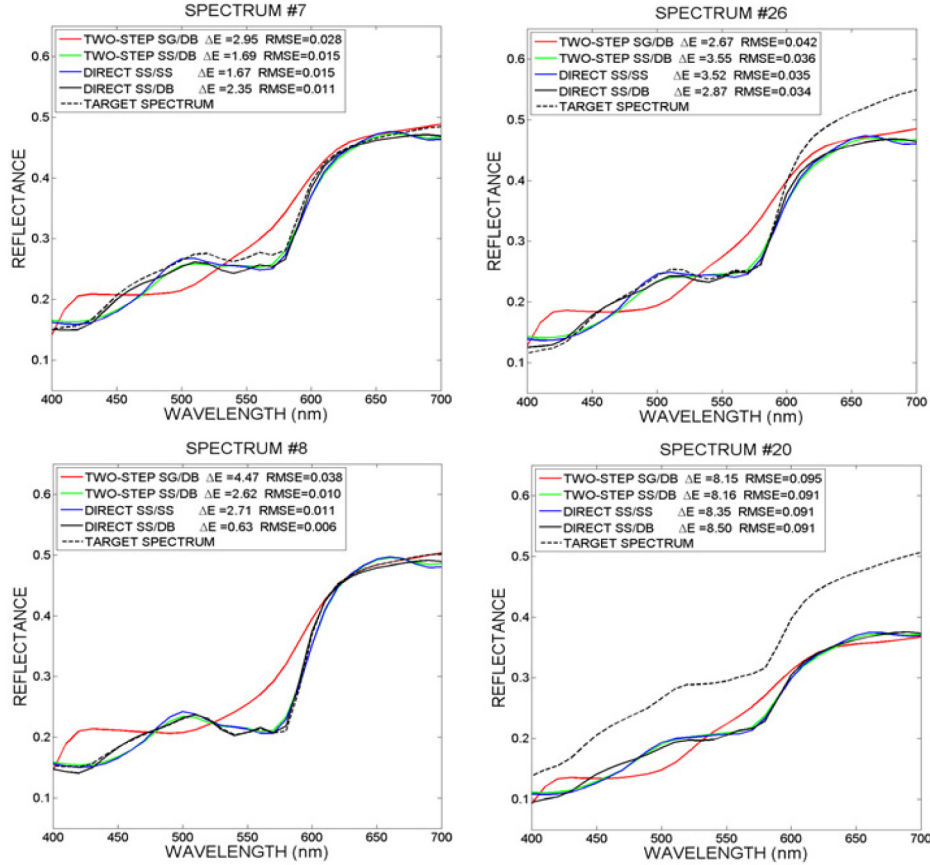 SPECTRUM #7
TWO-STEP SG/DB ΔE =2.95 RMSE=0.028
TWO-STEP SS/DB ΔE =1.69 RMSE=0.015
DIRECT SS/SS ΔE =1.67 RMSE=0.015
DIRECT SS/DB ΔE =2.35 RMSE=0.011
TARGET SPECTRUM
REFLECTANCE
0.6
0.5
0.4
0.3
0.2
0.1
400 450 500 550 600 650 700
WAVELENGTH (nm)
SPECTRUM #26
TWO-STEP SG/DB ΔE =2.67 RMSE=0.042
TWO-STEP SS/DB ΔE =3.55 RMSE=0.036
DIRECT SS/SS ΔE =3.52 RMSE=0.035
DIRECT SS/DB ΔE =2.87 RMSE=0.034
TARGET SPECTRUM
REFLECTANCE
0.6
0.5
0.4
0.3
0.2
0.1
400 450 500 550 600 650 700
WAVELENGTH (nm)
SPECTRUM #8
TWO-STEP SG/DB ΔE =4.47 RMSE=0.038
TWO-STEP SS/DB ΔE =2.62 RMSE=0.010
DIRECT SS/SS ΔE =2.71 RMSE=0.011
DIRECT SS/DB ΔE =0.63 RMSE=0.006
TARGET SPECTRUM
REFLECTANCE
0.6
0.5
0.4
0.3
0.2
0.1
400 450 500 550 600 650 700
WAVELENGTH (nm)
SPECTRUM #20
TWO-STEP SG/DB ΔE =8.15 RMSE=0.095
TWO-STEP SS/DB ΔE =8.16 RMSE=0.091
DIRECT SS/SS ΔE =8.35 RMSE=0.091
DIRECT SS/DB ΔE =8.50 RMSE=0.091
TARGET SPECTRUM
REFLECTANCE
0.6
0.5
0.4
0.3
0.2
0.1
400 450 500 550 600 650 700
WAVELENGTH (nm)